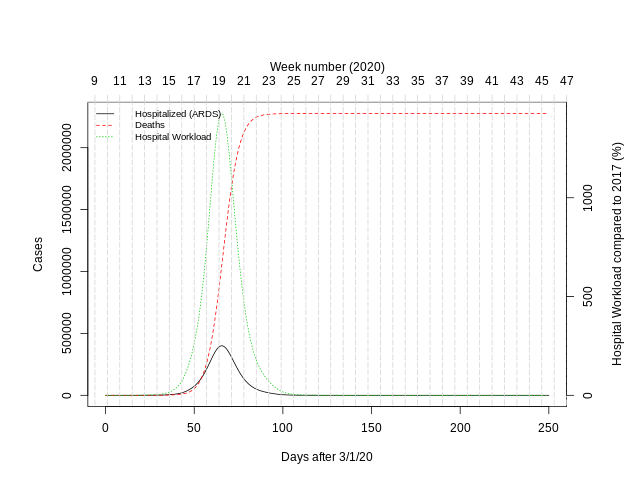 Week number (2020)
9 11 13 15 17 19 21 23 25 27 29 31 33 35 37 39 41 43 45 47
Hospitalized (ARDS)
Deaths
Hospital Workload
Cases
0 500000 1000000 1500000 2000000
Hospital Workload compared to 2017 (%)
0 500 1000
0 50 100 150 200 250
Days after 3/1/20